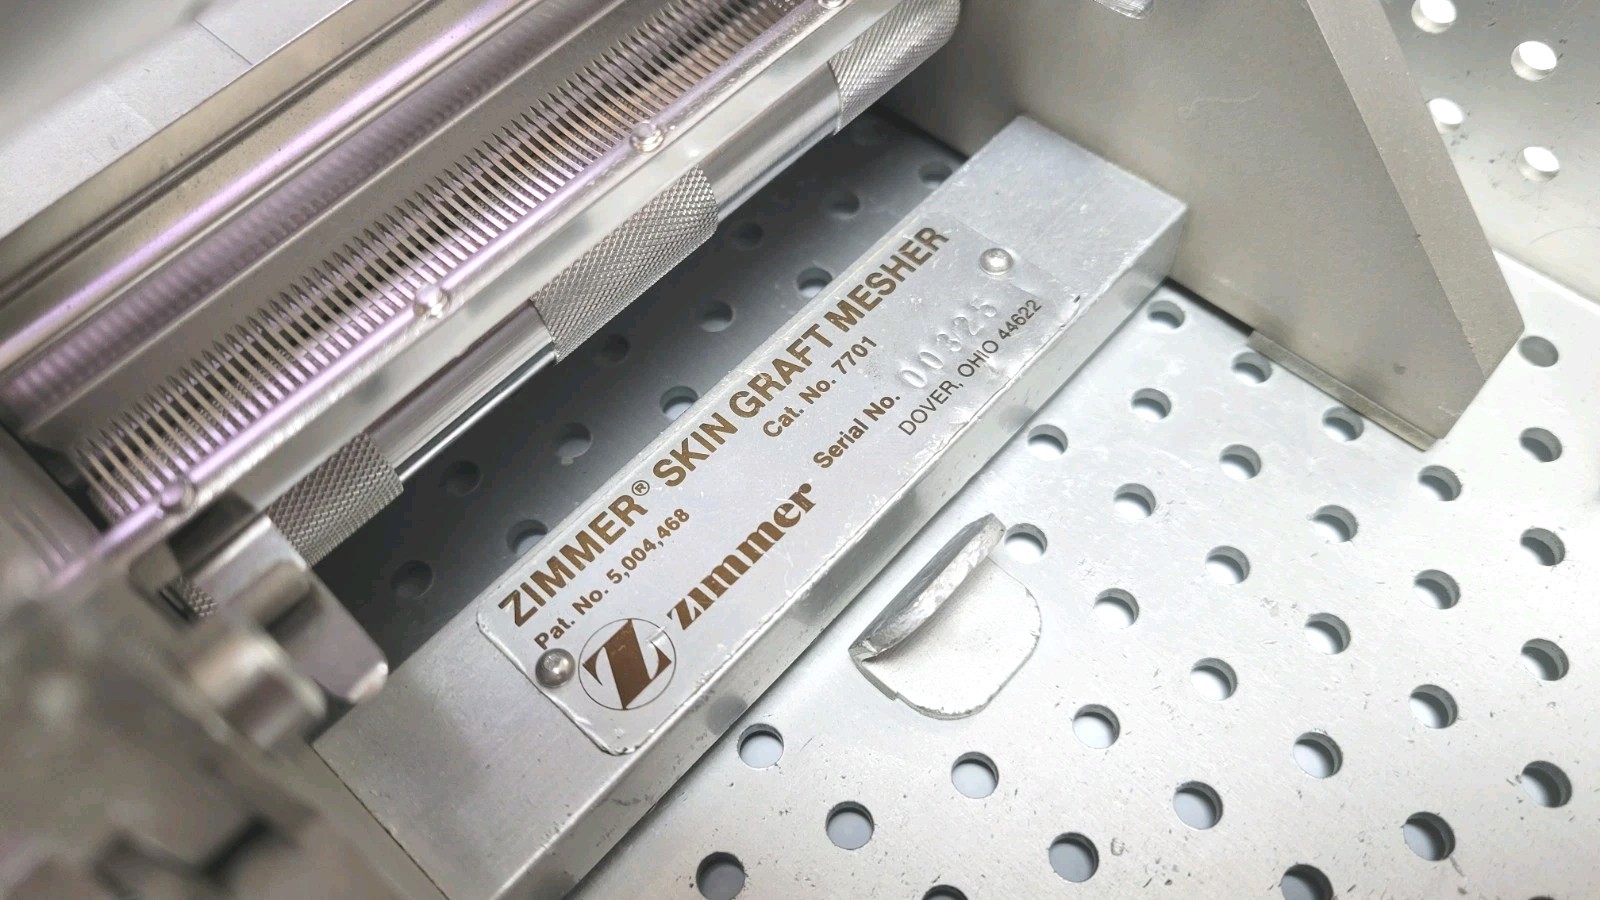 ZIMMER® SKIN GRAFT MESHER
Pat. No. 5,004,468 Cat. No. 7701
Z zimmer Serial No. 00325
DOVER, OHIO 44622